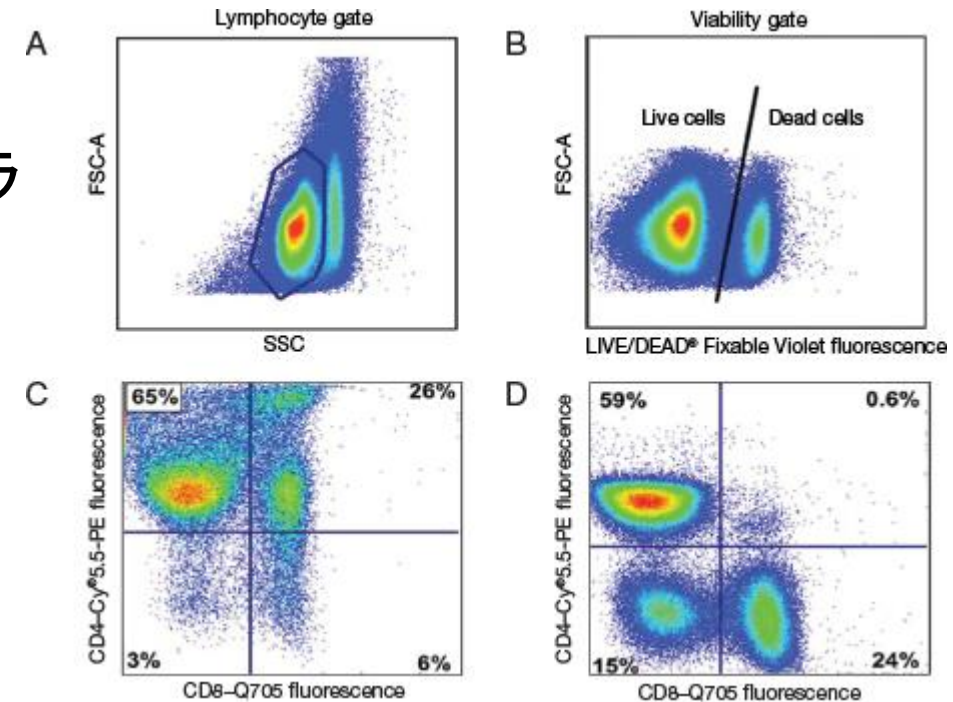 ラ
A
Lymphocyte gate
FSC-A
SSC
B
Viability gate
Live cells
Dead cells
FSC-A
LIVE/DEAD® Fixable Violet fluorescence
C
65%
26%
3%
6%
CD4–Cy®5.5-PE fluorescence
CD8–Q705 fluorescence
D
59%
0.6%
15%
24%
CD4–Cy®5.5-PE fluorescence
CD8–Q705 fluorescence